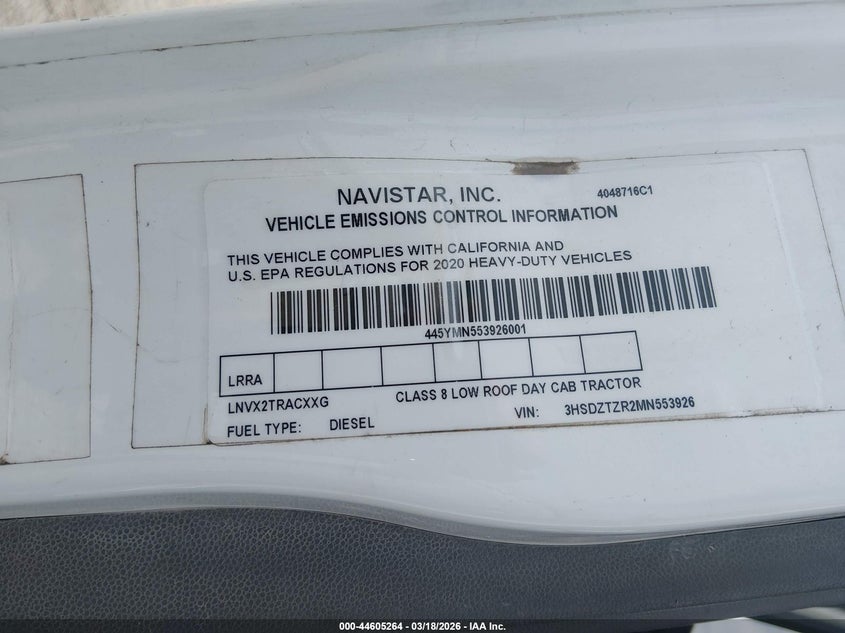 NAVISTAR, INC. 4048716C1
VEHICLE EMISSIONS CONTROL INFORMATION
THIS VEHICLE COMPLIES WITH CALIFORNIA AND
U.S. EPA REGULATIONS FOR 2020 HEAVY-DUTY VEHICLES
445YMN553926001
LRRA
LNVX2TRACXXG CLASS 8 LOW ROOF DAY CAB TRACTOR
FUEL TYPE: DIESEL VIN: 3HSDZTZR2MN553926
000-44605264 - 03/18/2026 - IAA Inc.